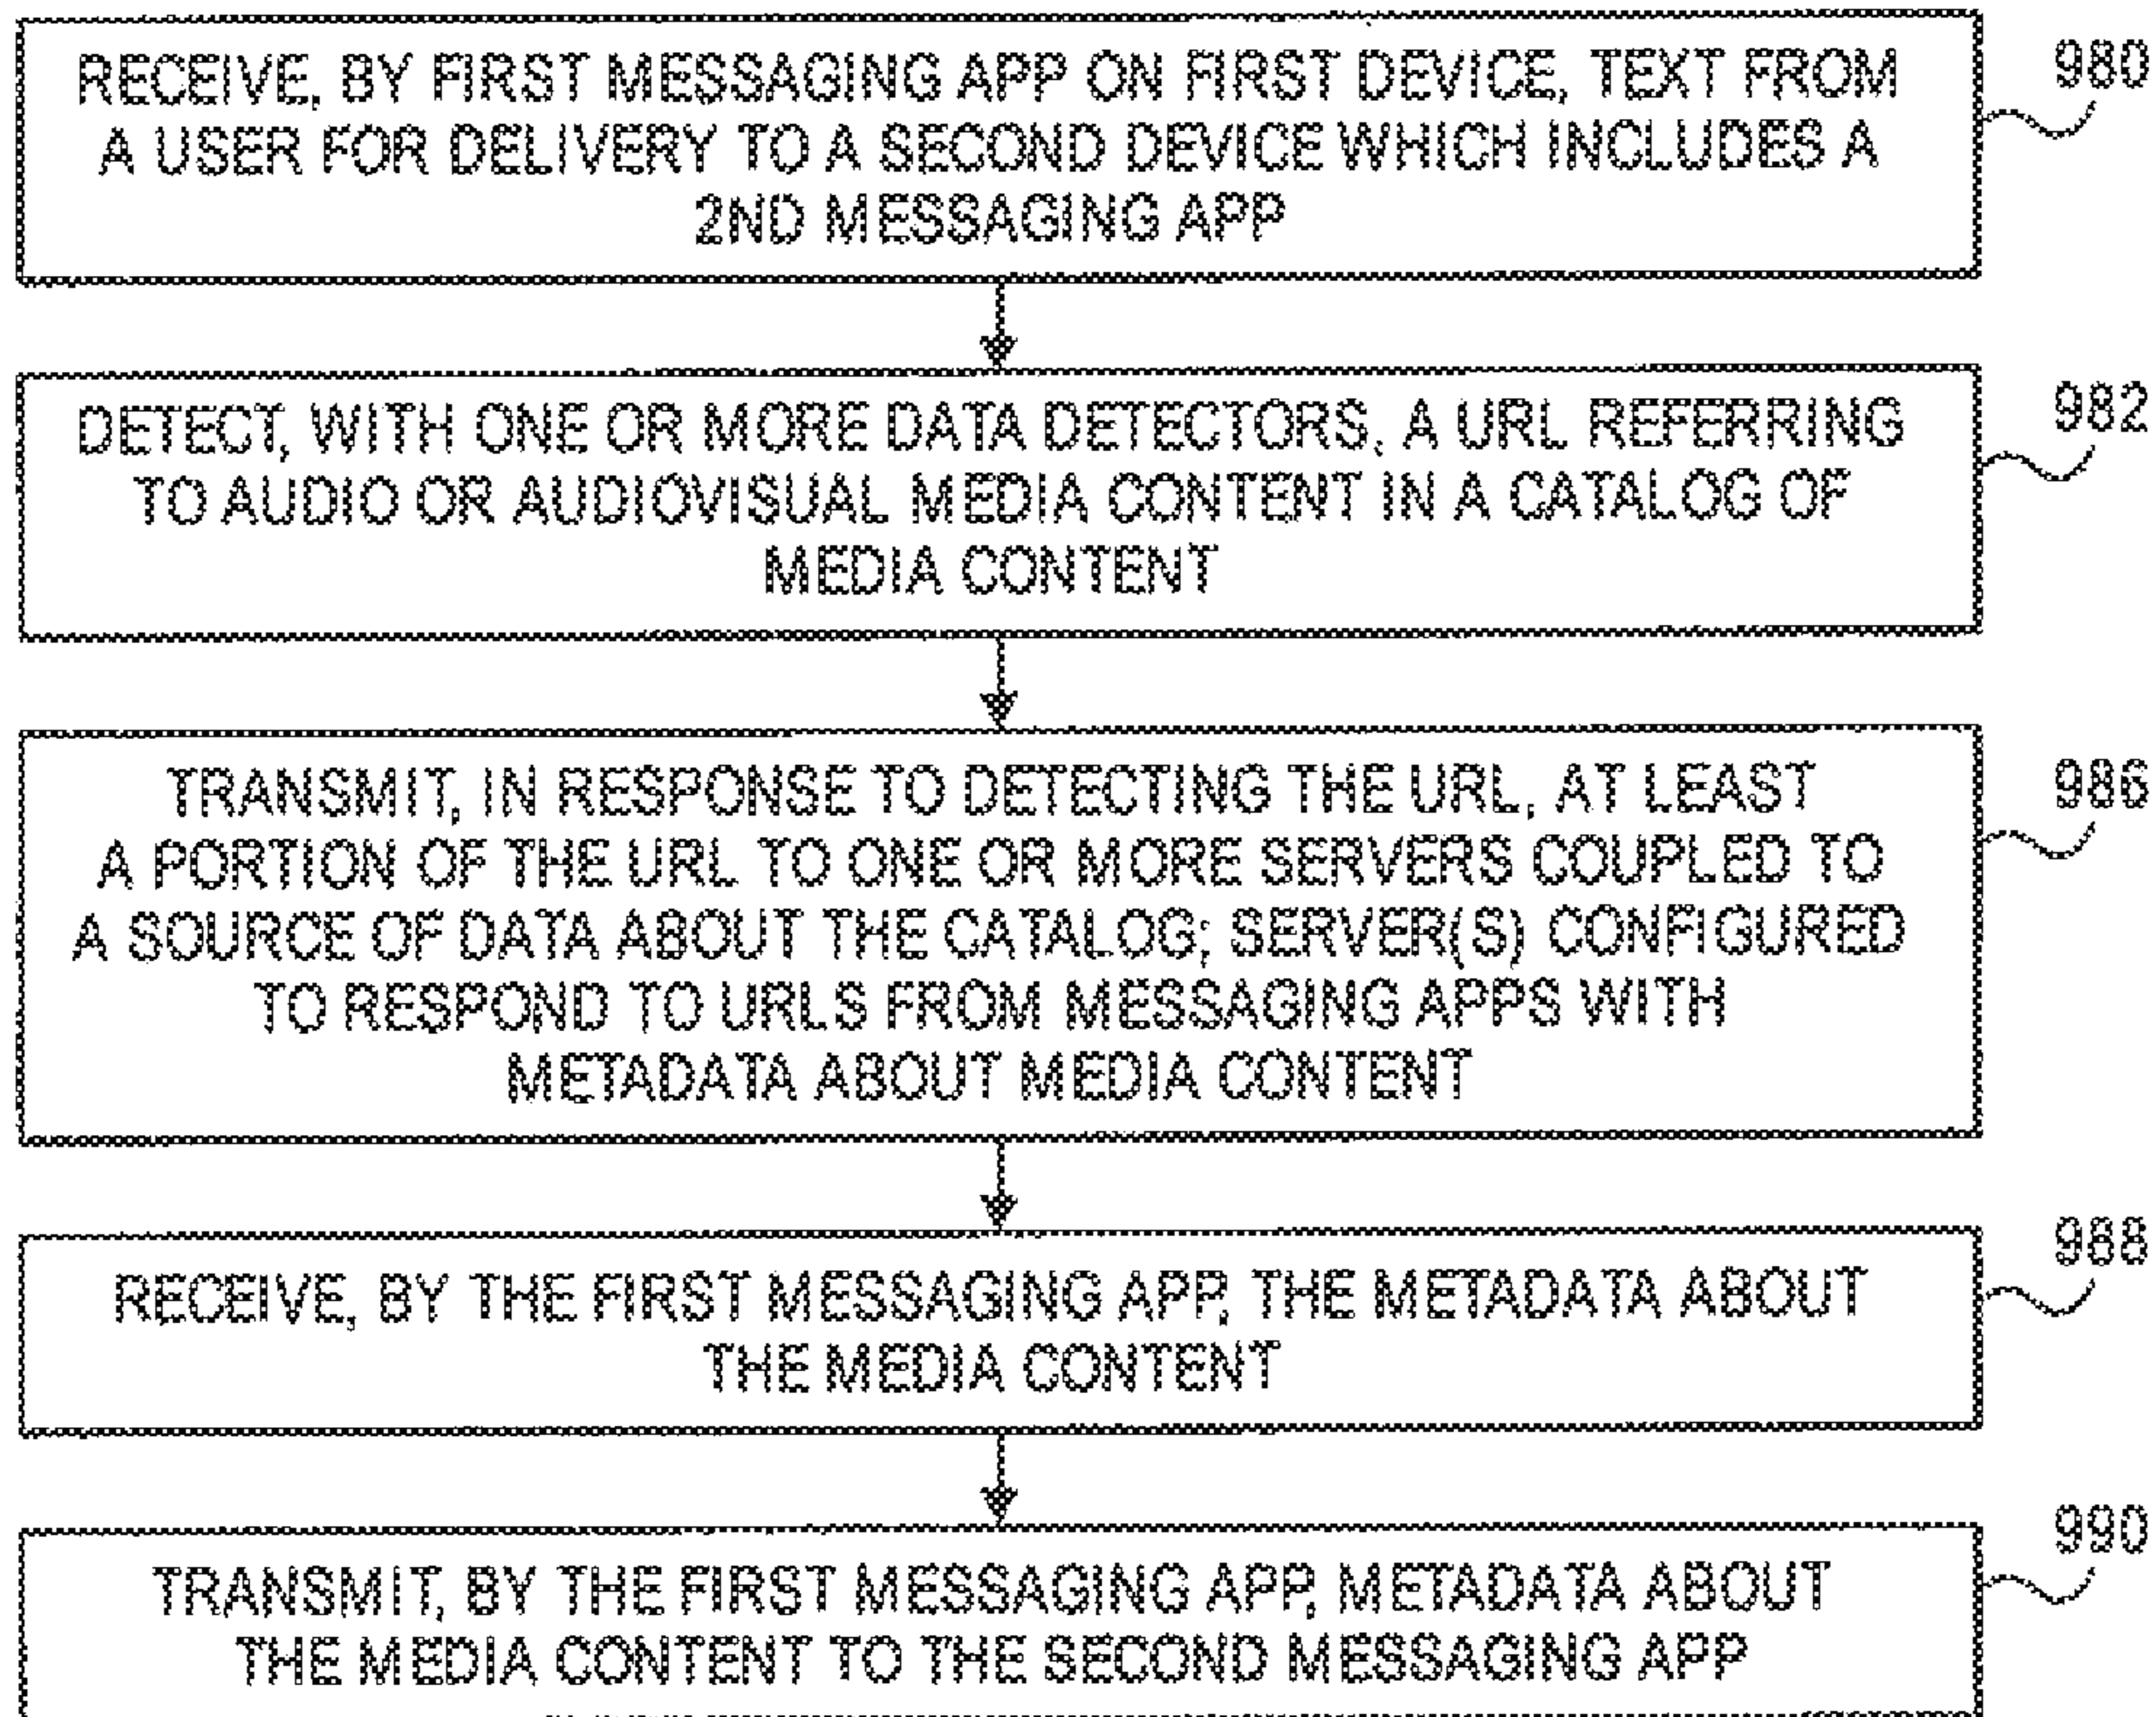 RECEIVE, BY FIRST MESSAGING APP ON FIRST DEVICE, TEXT FROM
A USER FOR DELIVERY TO A SECOND DEVICE WHICH INCLUDES A
2ND MESSAGING APP
980
DETECT, WITH ONE OR MORE DATA DETECTORS, A URL REFERRING
TO AUDIO OR AUDIOVISUAL MEDIA CONTENT IN A CATALOG OF
MEDIA CONTENT
982
TRANSMIT, IN RESPONSE TO DETECTING THE URL, AT LEAST
A PORTION OF THE URL TO ONE OR MORE SERVERS COUPLED TO
A SOURCE OF DATA ABOUT THE CATALOG; SERVER(S) CONFIGURED
TO RESPOND TO URLS FROM MESSAGING APPS WITH
METADATA ABOUT MEDIA CONTENT
986
RECEIVE, BY THE FIRST MESSAGING APP, THE METADATA ABOUT
THE MEDIA CONTENT
988
TRANSMIT, BY THE FIRST MESSAGING APP, METADATA ABOUT
THE MEDIA CONTENT TO THE SECOND MESSAGING APP
990